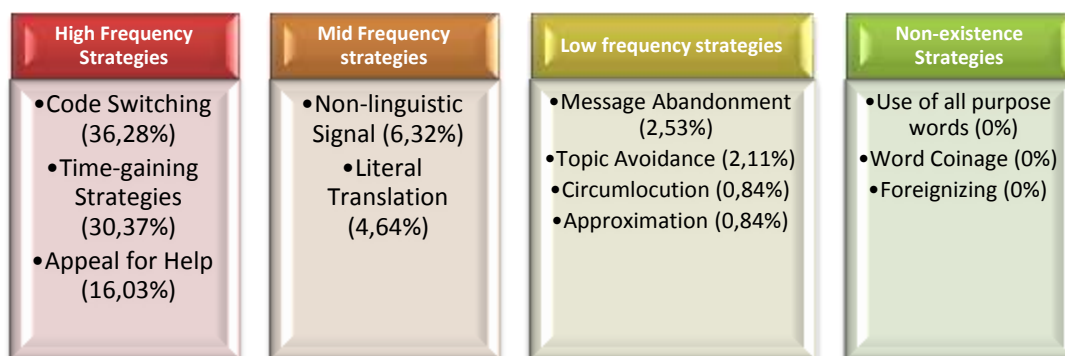 High Frequency
Strategies
•Code Switching
(36,28%)
•Time-gaining
Strategies
(30,37%)
•Appeal for Help
(16,03%)
Mid Frequency
strategies
•Non-linguistic
Signal (6,32%)
•Literal
Translation
(4,64%)
Low frequency strategies
•Message Abandonment
(2,53%)
•Topic Avoidance (2,11%)
•Circumlocution (0,84%)
•Approximation (0,84%)
Non-existence
Strategies
•Use of all purpose
words (0%)
•Word Coinage (0%)
•Foreignizing (0%)